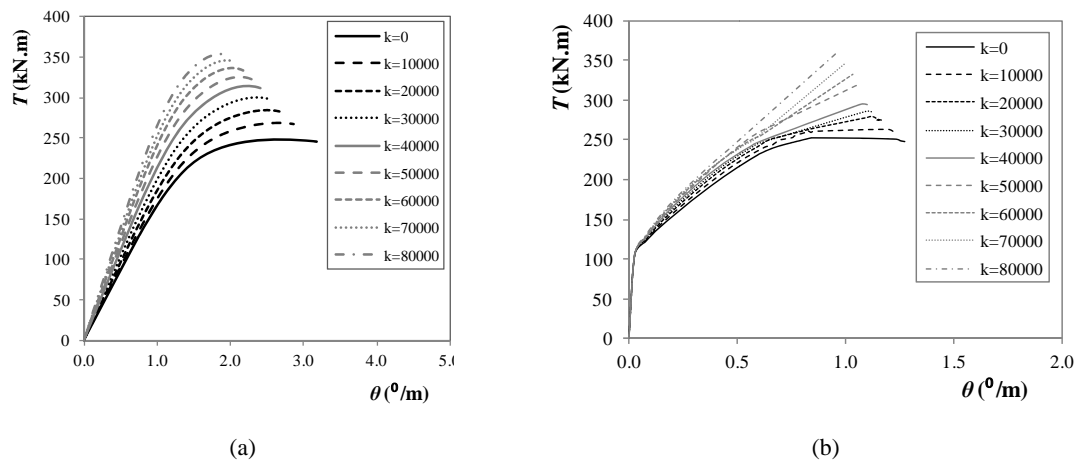 400
350
300
250
200
150
100
50
0
T (kN.m)
0.0
1.0
2.0
3.0
4.0
5.0
θ (⁰/m)
k=0
k=10000
k=20000
k=30000
k=40000
k=50000
k=60000
k=70000
k=80000
(a)
400
350
300
250
200
150
100
50
0
T (kN.m)
0.0
0.5
1.0
1.5
2.0
θ (⁰/m)
k=0
k=10000
k=20000
k=30000
k=40000
k=50000
k=60000
k=70000
k=80000
(b)